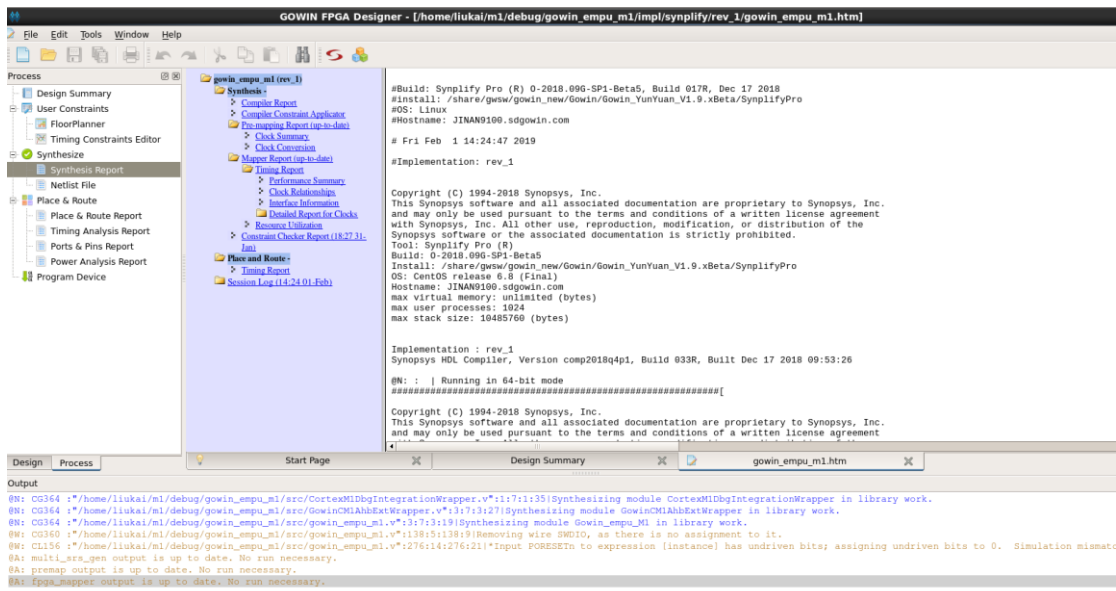 GOWIN FPGA Designer - [/home/liukai/m1/debug/gowin_empu_m1/impl/synplify/rev_1/gowin_empu_m1.htm]
File Edit Tools Window Help
Process
Design Summary
User Constraints
FloorPlanner
Timing Constraints Editor
Synthesize
Synthesis Report
Netlist File
Place & Route
Place & Route Report
Timing Analysis Report
Ports & Pins Report
Power Analysis Report
Program Device
Design Process
gowin_empu_m1 (rev_1)
Synthesis -
Compiler Report
Compiler Constraint Applicator
Pre-mapping Report (up-to-date)
Clock Summary
Clock Conversion
Mapper Report (up-to-date)
Timing Report
Performance Summary
Clock Relationships
Interface Information
Detailed Report for Clocks
Resource Utilization
Constraint Checker Report (18:27 31-
Jan)
Place and Route -
Timing Report
Session Log (14:24 01-Feb)
#Build: Synplify Pro (R) O-2018.09G-SP1-Beta5, Build 017R, Dec 17 2018
#install: /share/gwsw/gowin_new/Gowin/Gowin_YunYuan_V1.9.xBeta/SynplifyPro
#OS: Linux
#Hostname: JINAN9100.sdgowin.com
# Fri Feb 1 14:24:47 2019
#Implementation: rev_1
Copyright (C) 1994-2018 Synopsys, Inc.
This Synopsys software and all associated documentation are proprietary to Synopsys, Inc.
and may only be used pursuant to the terms and conditions of a written license agreement
with Synopsys, Inc. All other use, reproduction, modification, or distribution of the
Synopsys software or the associated documentation is strictly prohibited.
Tool: Synplify Pro (R)
Build: O-2018.09G-SP1-Beta5
Install: /share/gwsw/gowin_new/Gowin/Gowin_YunYuan_V1.9.xBeta/SynplifyPro
OS: CentOS release 6.8 (Final)
Hostname: JINAN9100.sdgowin.com
max virtual memory: unlimited (bytes)
max user processes: 1024
max stack size: 10485760 (bytes)
Implementation : rev_1
Synopsys HDL Compiler, Version comp2018q4p1, Build 033R, Built Dec 17 2018 09:53:26
@N: : | Running in 64-bit mode
###########################################################[
Copyright (C) 1994-2018 Synopsys, Inc.
This Synopsys software and all associated documentation are proprietary to Synopsys, Inc.
and may only be used pursuant to the terms and conditions of a written license agreement
Start Page Design Summary gowin_empu_m1.htm
Output
@N: CG364 :"/home/liukai/m1/debug/gowin_empu_m1/src/CortexM1DbgIntegrationWrapper.v":1:7:1:35|Synthesizing module CortexM1DbgIntegrationWrapper in library work.
@N: CG364 :"/home/liukai/m1/debug/gowin_empu_m1/src/GowinCM1AhbExtWrapper.v":3:7:3:27|Synthesizing module GowinCM1AhbExtWrapper in library work.
@N: CG364 :"/home/liukai/m1/debug/gowin_empu_m1/src/gowin_empu_m1.v":3:7:3:19|Synthesizing module Gowin_empu_M1 in library work.
@W: CG360 :"/home/liukai/m1/debug/gowin_empu_m1/src/gowin_empu_m1.v":138:5:138:9|Removing wire SWDIO, as there is no assignment to it.
@W: CL156 :"/home/liukai/m1/debug/gowin_empu_m1/src/gowin_empu_m1.v":276:14:276:21|*Input PORESETn to expression [instance] has undriven bits; assigning undriven bits to 0. Simulation mismatc
@A: multi_srs_gen output is up to date. No run necessary.
@A: premap output is up to date. No run necessary.
@A: fpga_mapper output is up to date. No run necessary.